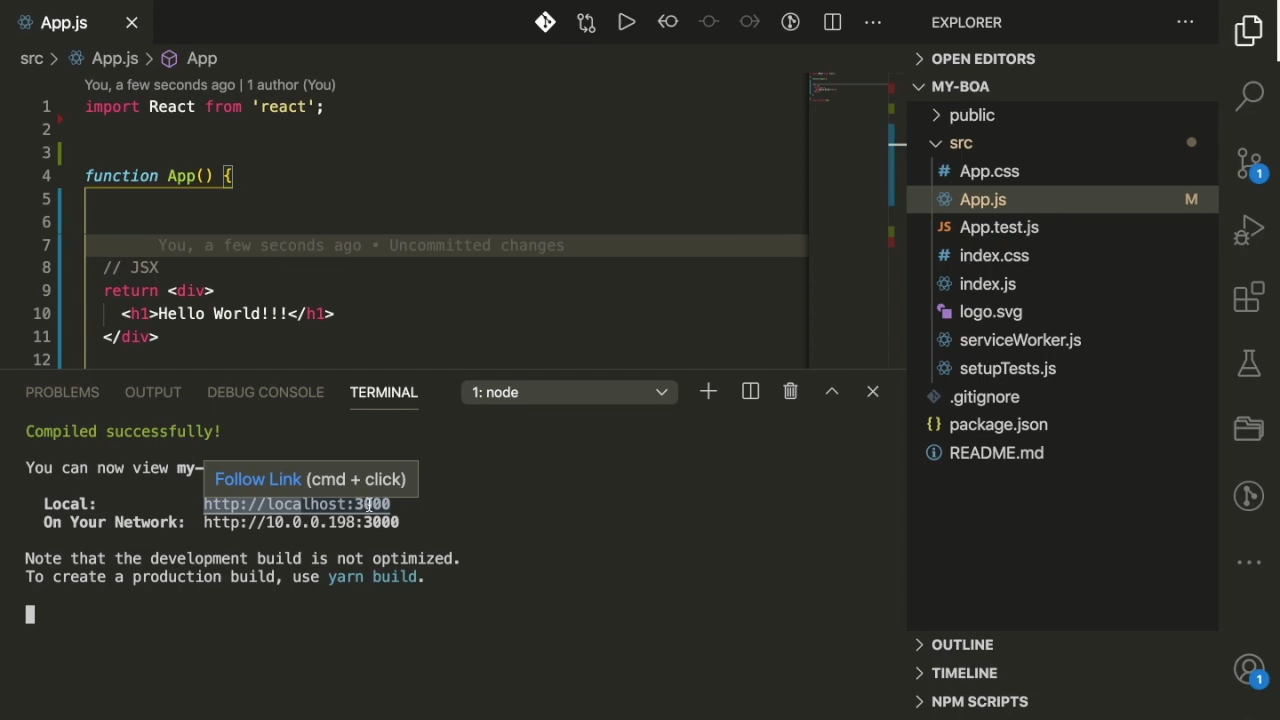 App.js
src > App.js > App
You, a few seconds ago | 1 author (You)
1 import React from 'react';
2
3
4 function App() {
5
6
7 You, a few seconds ago • Uncommitted changes
8 // JSX
9 return <div>
10 <h1>Hello World!!!</h1>
11 </div>
12
PROBLEMS OUTPUT DEBUG CONSOLE TERMINAL 1: node
Compiled successfully!
You can now view my-
Follow Link (cmd + click)
Local: http://localhost:3000
On Your Network: http://10.0.0.198:3000
Note that the development build is not optimized.
To create a production build, use yarn build.
EXPLORER
OPEN EDITORS
MY-BOA
public
src
# App.css
App.js M
JS App.test.js
# index.css
index.js
logo.svg
serviceWorker.js
setupTests.js
.gitignore
{} package.json
README.md
OUTLINE
TIMELINE
NPM SCRIPTS
1
1